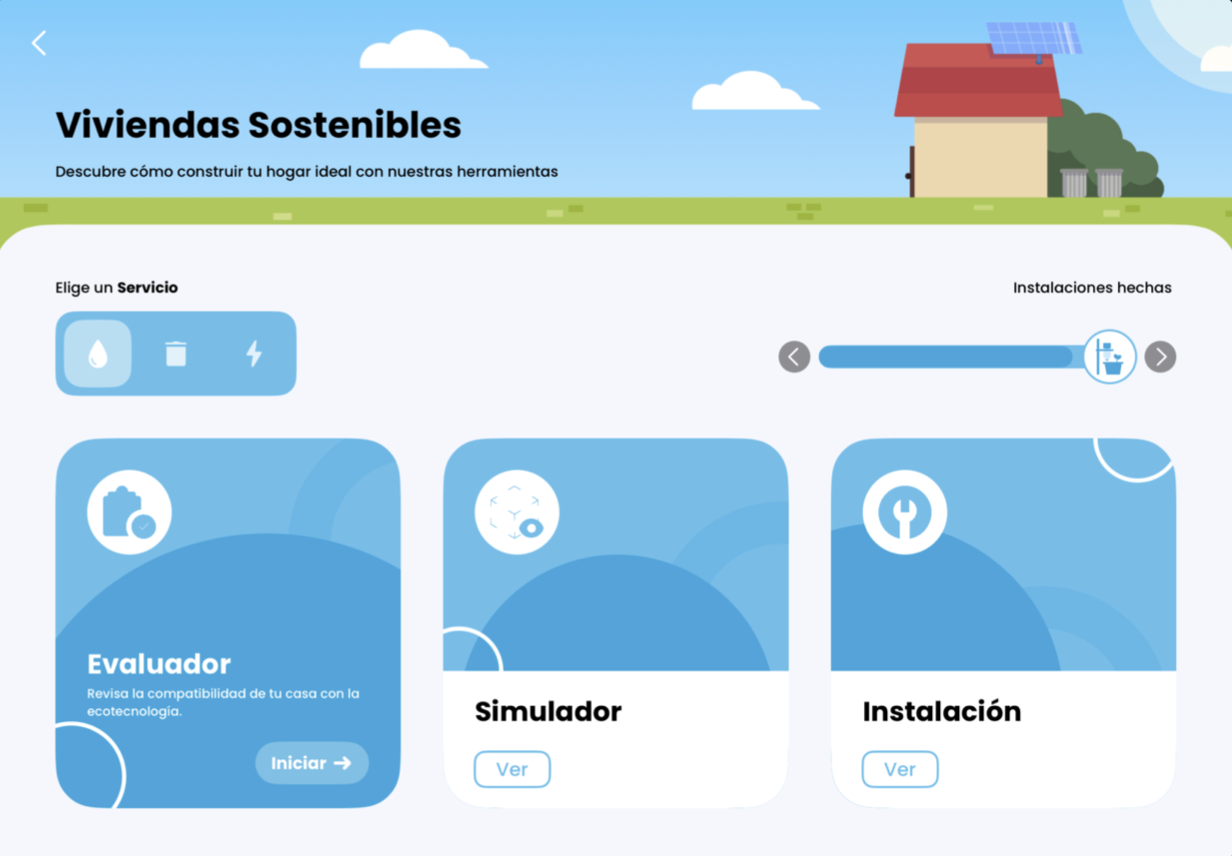 Viviendas Sostenibles
Descubre cómo construir tu hogar ideal con nuestras herramientas
Elige un Servicio
Instalaciones hechas
Evaluador
Revisa la compatibilidad de tu casa con la
ecotecnología.
Iniciar →
Simulador
Ver
Instalación
Ver